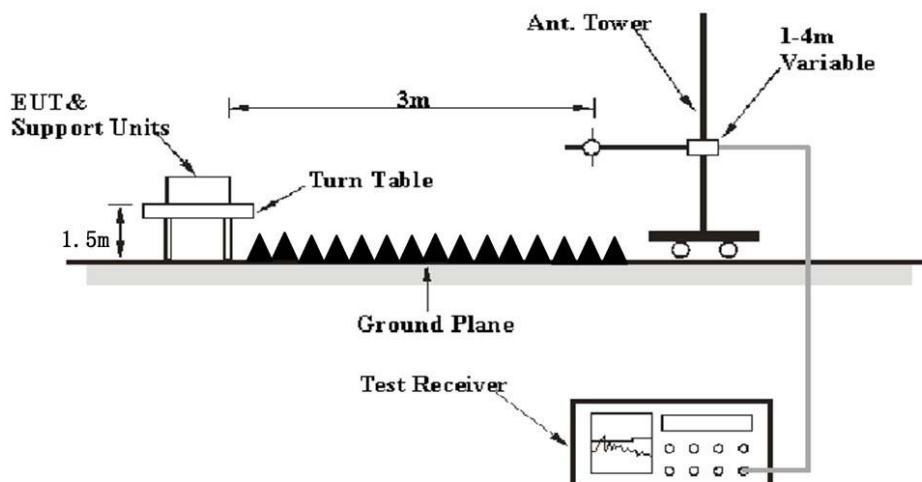 Ant. Tower
1-4m
Variable
EUT&
Support Units
3m
Turn Table
1.5m
Ground Plane
Test Receiver